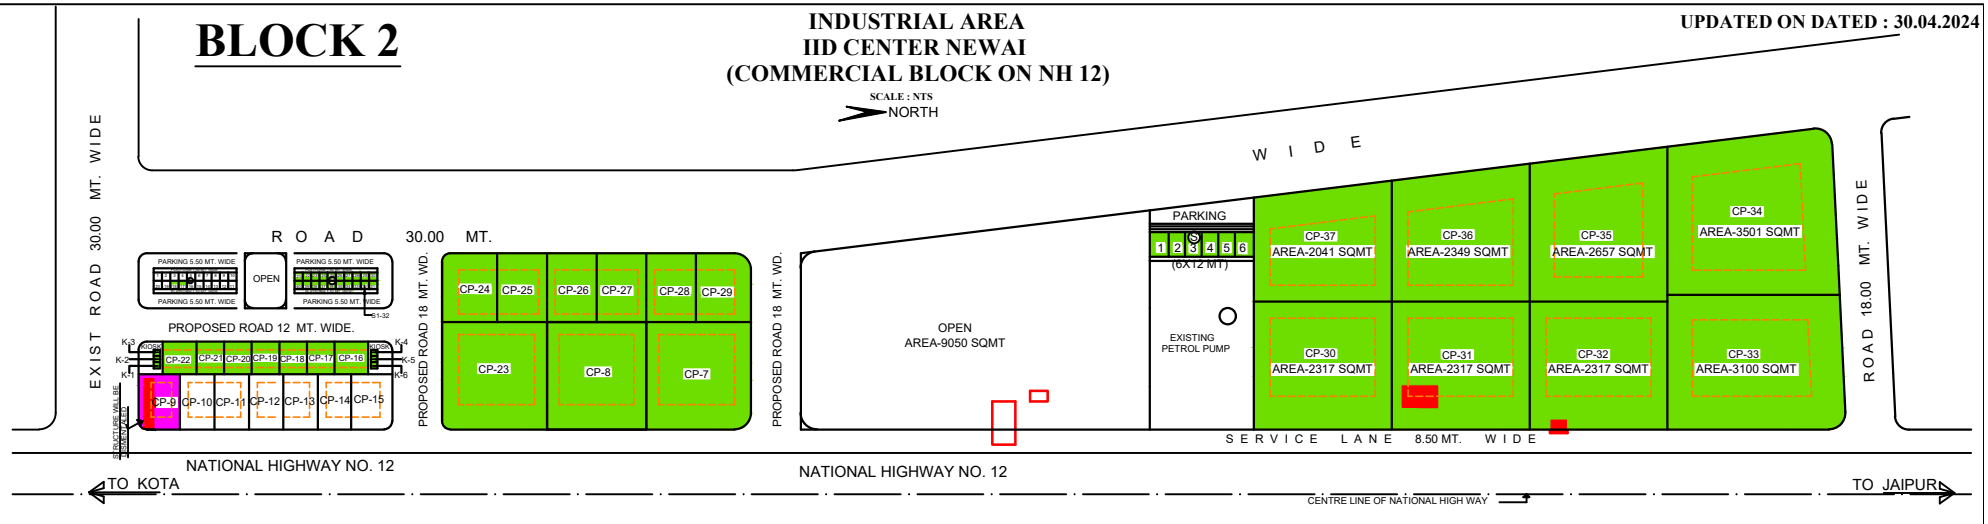 BLOCK 2
INDUSTRIAL AREA
IID CENTER NEWAI
(COMMERCIAL BLOCK ON NH 12)
SCALE : NTS
NORTH
UPDATED ON DATED : 30.04.2024
EXIST ROAD 30.00 MT. WIDE
ROAD 30.00 MT.
WIDE
PARKING 5.50 MT. WIDE
PARKING 5.50 MT. WIDE
OPEN
PARKING 5.50 MT. WIDE
PARKING 5.50 MT. WIDE
S1-32
PROPOSED ROAD 12 MT. WIDE.
K-3
K-2
K-1
KIOSK
CP-22
CP-21
CP-20
CP-19
CP-18
CP-17
CP-16
KIOSK
K-4
K-5
K-6
CP-9
CP-10
CP-11
CP-12
CP-13
CP-14
CP-15
STRUCTURE WILL BE
PROPOSED ROAD 18 MT. WD.
CP-24
CP-25
CP-26
CP-27
CP-28
CP-29
CP-23
CP-8
CP-7
PROPOSED ROAD 18 MT. WD.
OPEN
AREA-9050 SQMT
PARKING
S
1 2 3 4 5 6
(6X12 MT)
EXISTING
PETROL PUMP
CP-37
AREA-2041 SQMT
CP-36
AREA-2349 SQMT
CP-35
AREA-2657 SQMT
CP-34
AREA-3501 SQMT
CP-30
AREA-2317 SQMT
CP-31
AREA-2317 SQMT
CP-32
AREA-2317 SQMT
CP-33
AREA-3100 SQMT
ROAD 18.00 MT. WIDE
SERVICE LANE 8.50 MT. WIDE
NATIONAL HIGHWAY NO. 12
NATIONAL HIGHWAY NO. 12
TO KOTA
CENTRE LINE OF NATIONAL HIGH WAY
TO JAIPUR